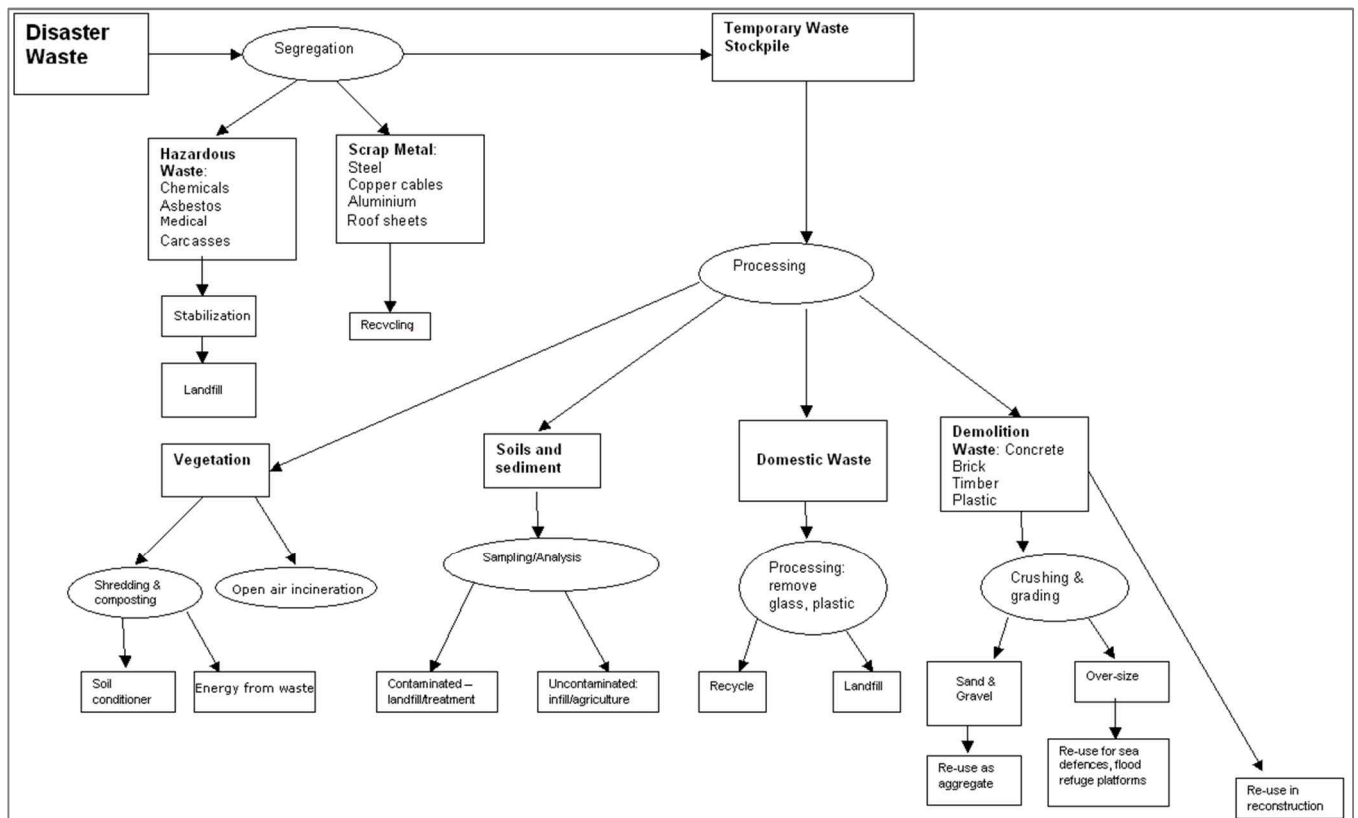 Disaster
Waste
Segregation
Temporary Waste
Stockpile
Hazardous
Waste:
Chemicals
Asbestos
Medical
Carcasses
Scrap Metal:
Steel
Copper cables
Aluminium
Roof sheets
Processing
Stabilization
Recycling
Landfill
Vegetation
Soils and
sediment
Domestic Waste
Demolition
Waste: Concrete
Brick
Timber
Plastic
Shredding &
composting
Open air incineration
Sampling/Analysis
Processing:
remove
glass, plastic
Crushing &
grading
Soil
conditioner
Energy from waste
Contaminated –
landfill/treatment
Uncontaminated:
infill/agriculture
Recycle
Landfill
Sand &
Gravel
Over-size
Re-use as
aggregate
Re-use for sea
defences, flood
refuge platforms
Re-use in
reconstruction